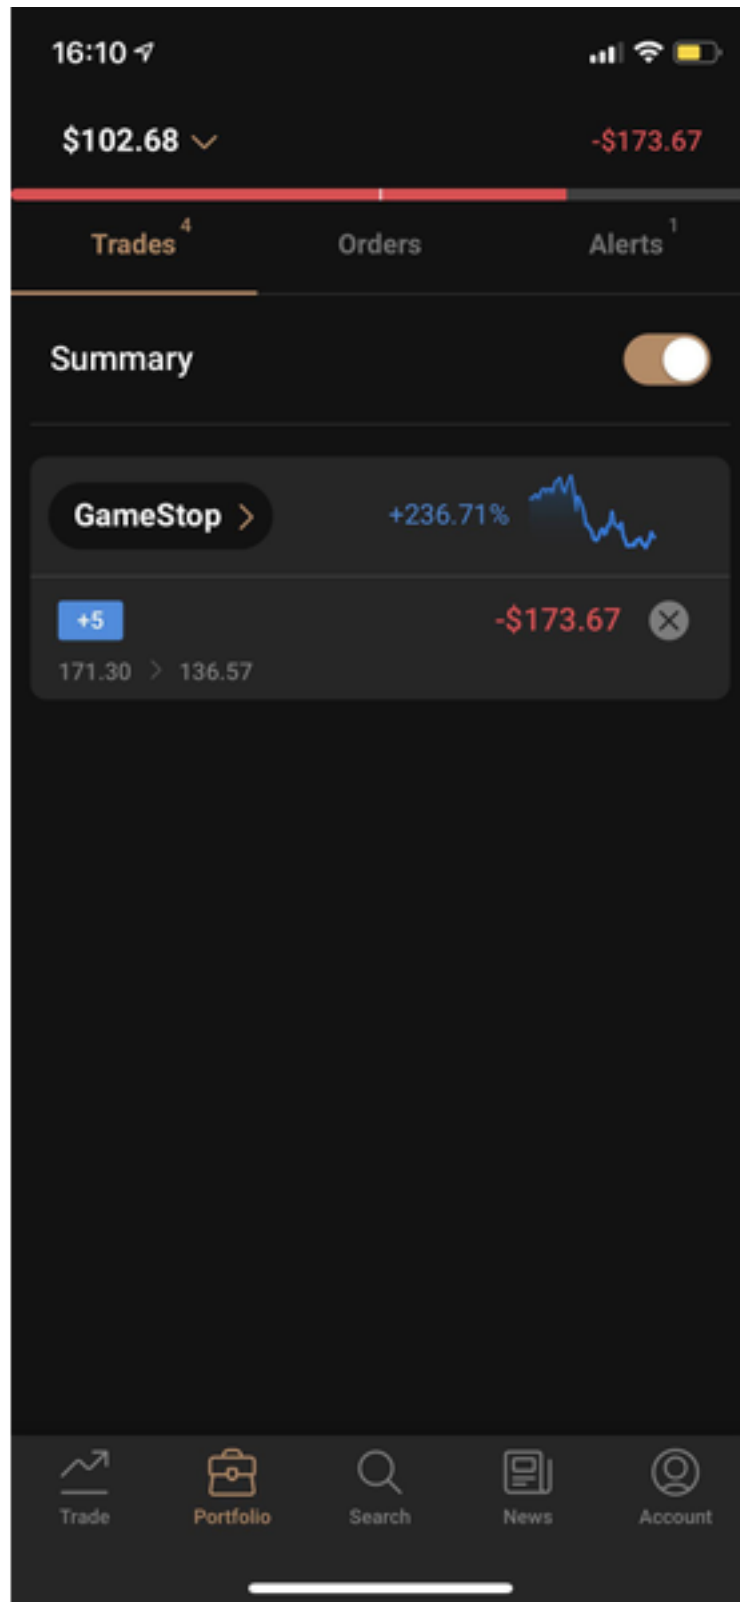 16:10
$102.68 -$173.67
Trades 4 Orders Alerts 1
Summary
GameStop +236.71%
+5 -$173.67
171.30 > 136.57
Trade Portfolio Search News Account